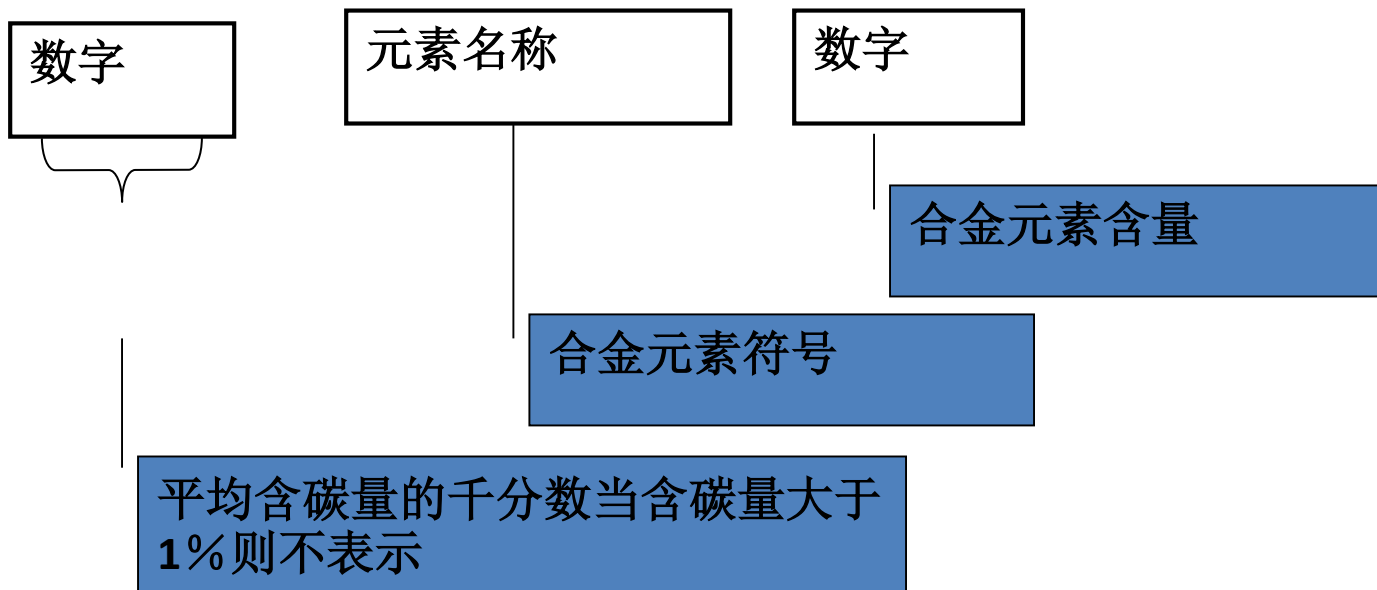 数字
元素名称
数字
合金元素含量
合金元素符号
平均含碳量的千分数当含碳量大于
1％则不表示